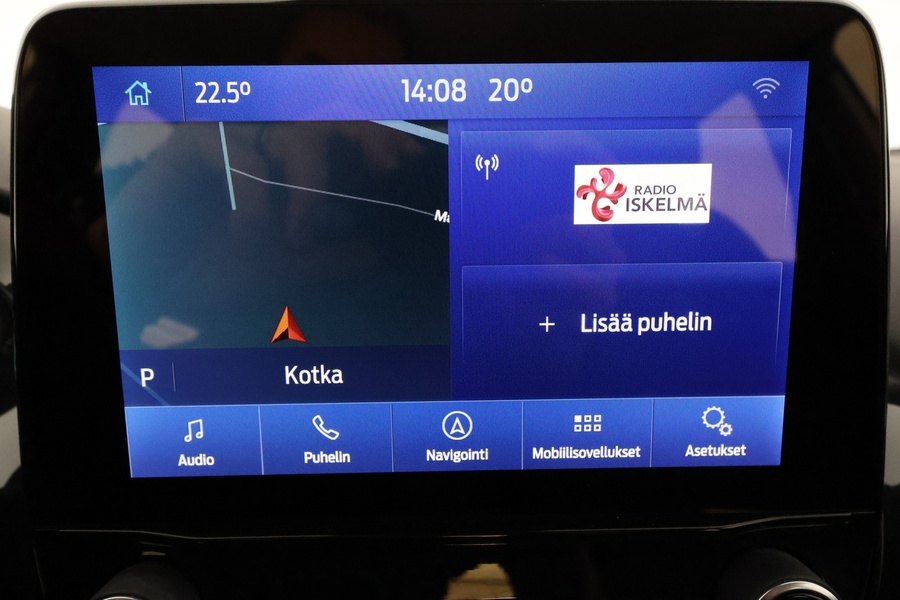 22.5º
14:08 20º
RADIO
ISKELMÄ
+ Lisää puhelin
P
Kotka
Audio
Puhelin
Navigointi
Mobiilisovellukset
Asetukset